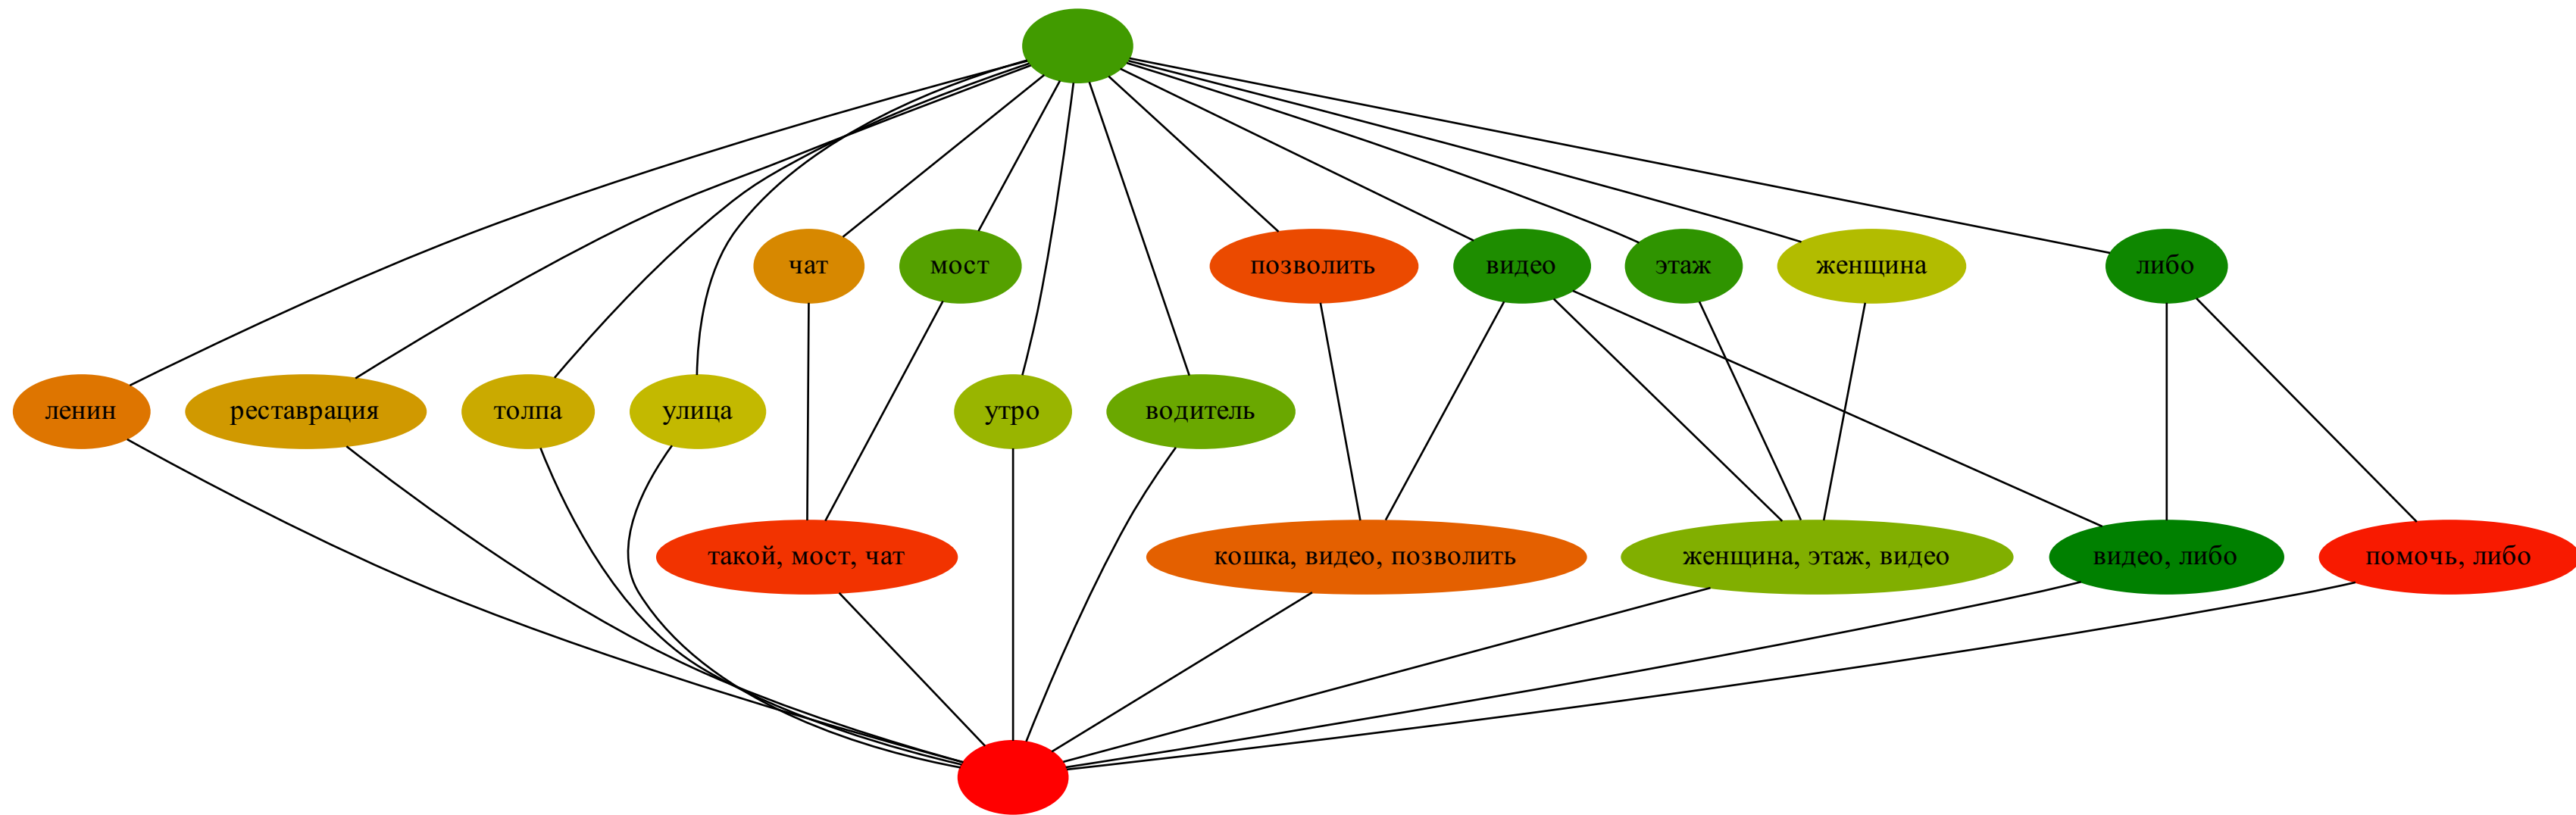 чат
мост
позволить
видео
этаж
женщина
либо
ленин
реставрация
толпа
улица
утро
водитель
такой, мост, чат
кошка, видео, позволить
женщина, этаж, видео
видео, либо
помочь, либо